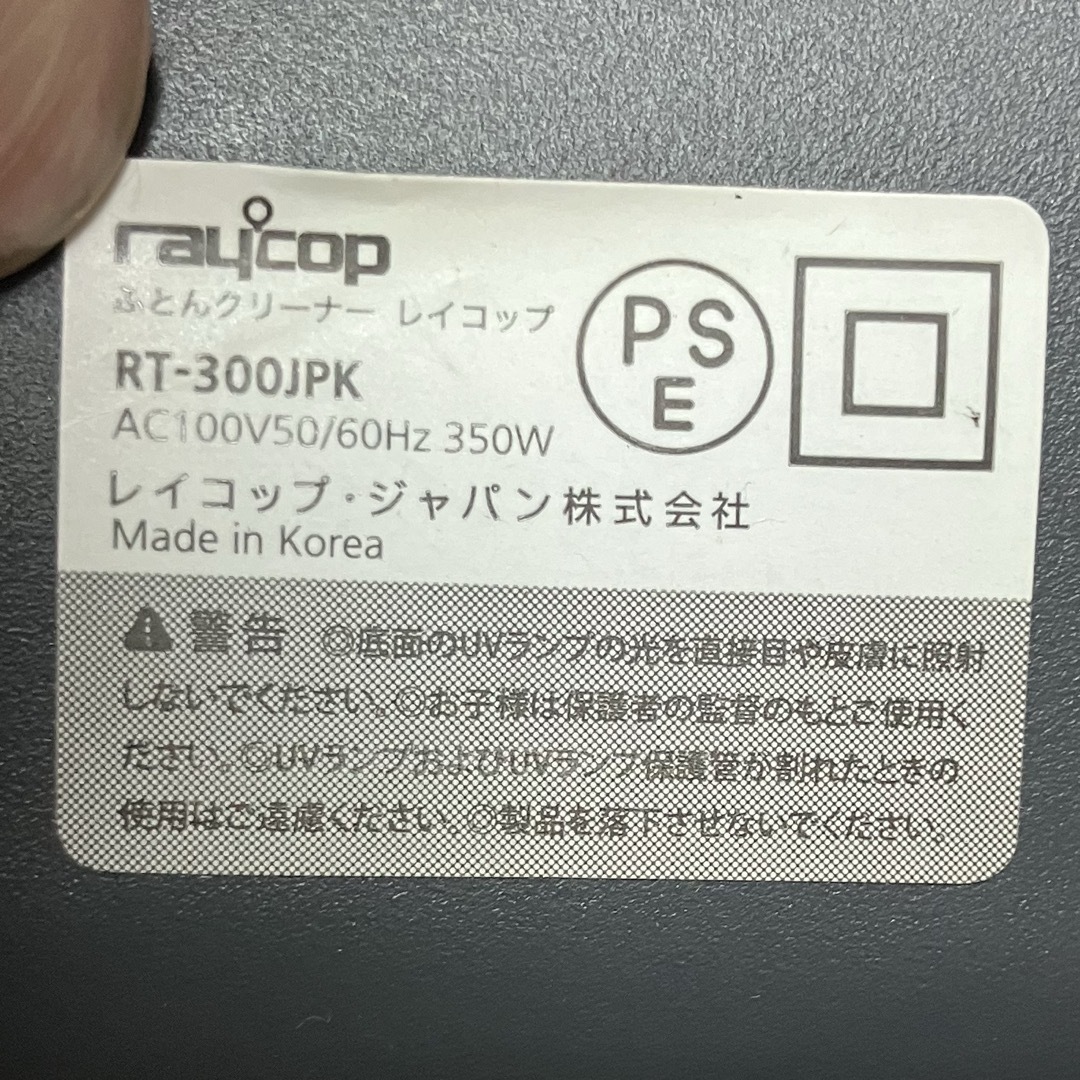 raycop
ふとんクリーナー レイコップ
RT-300JPK
AC100V50/60Hz 350W
レイコップ・ジャパン株式会社
Made in Korea
PS
E
警告 ◎底面のUVランプの光を直接目や皮膚に照射
しないでください。◎お子様は保護者の監督のもとご使用く
ださい。◎UVランプおよびUVランプ保護管が割れたときの
使用はご遠慮ください。◎製品を落下させないでください。